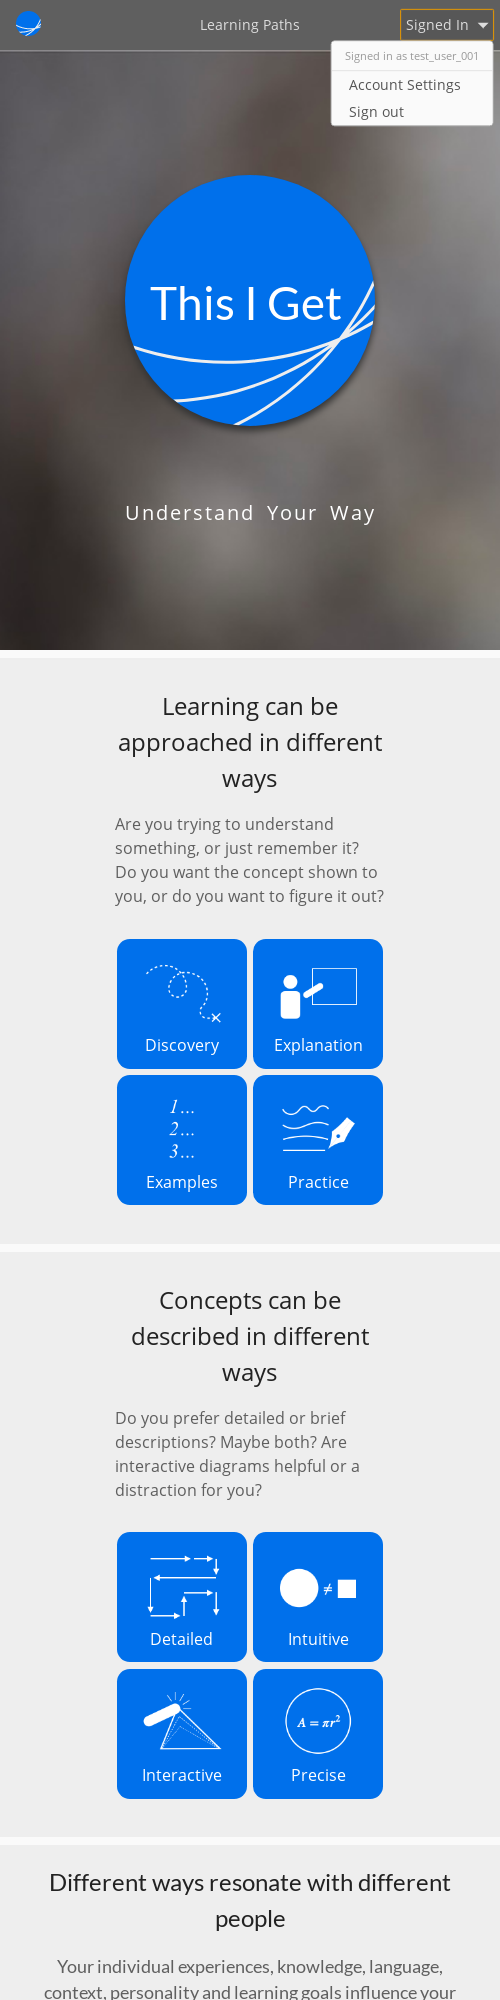 Learning Paths
Signed In
Signed in as test_user_001
Account Settings
Sign out
This I Get
Understand Your Way
Learning can be
approached in different
ways
Are you trying to understand
something, or just remember it?
Do you want the concept shown to
you, or do you want to figure it out?
Discovery
Explanation
1...
2...
3...
Examples
Practice
Concepts can be
described in different
ways
Do you prefer detailed or brief
descriptions? Maybe both? Are
interactive diagrams helpful or a
distraction for you?
Detailed
≠
Intuitive
Interactive
A = πr²
Precise
Different ways resonate with different
people
Your individual experiences, knowledge, language,
context, personality and learning goals influence your